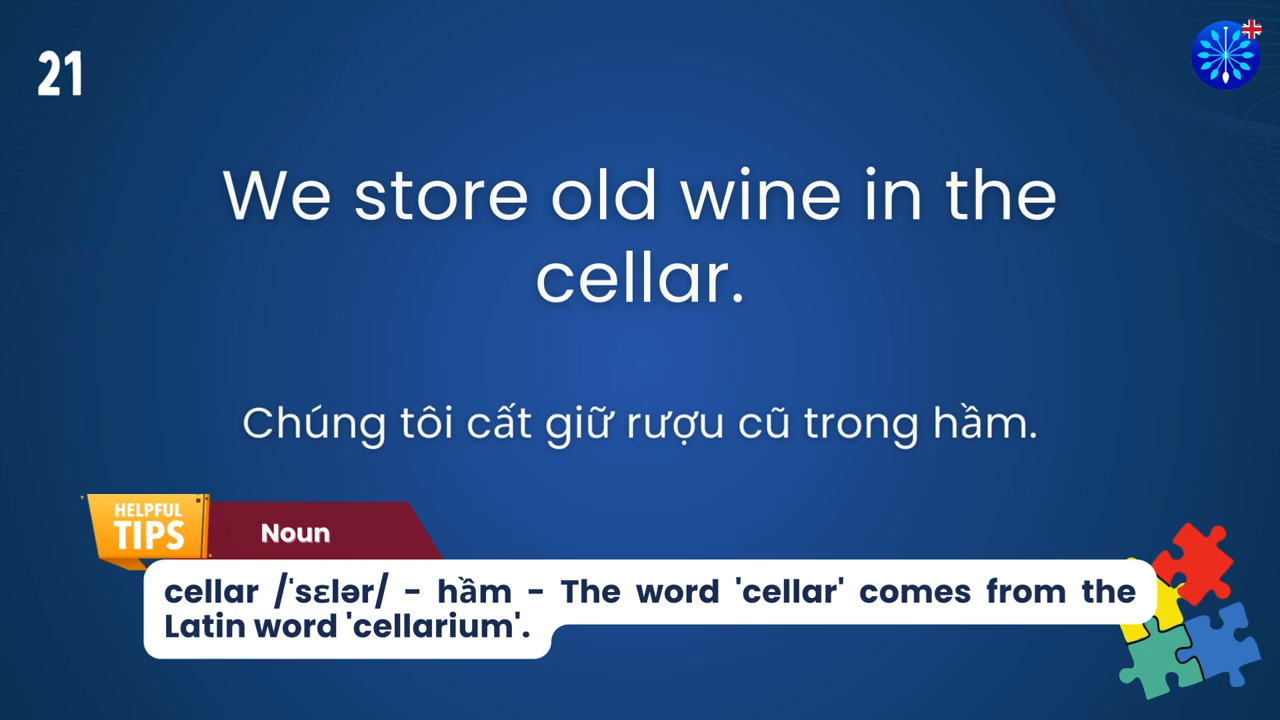 21
We store old wine in the
cellar.
Chúng tôi cất giữ rượu cũ trong hầm.
HELPFUL
TIPS
Noun
cellar /ˈsɛlər/ - hầm - The word 'cellar' comes from the
Latin word 'cellarium'.